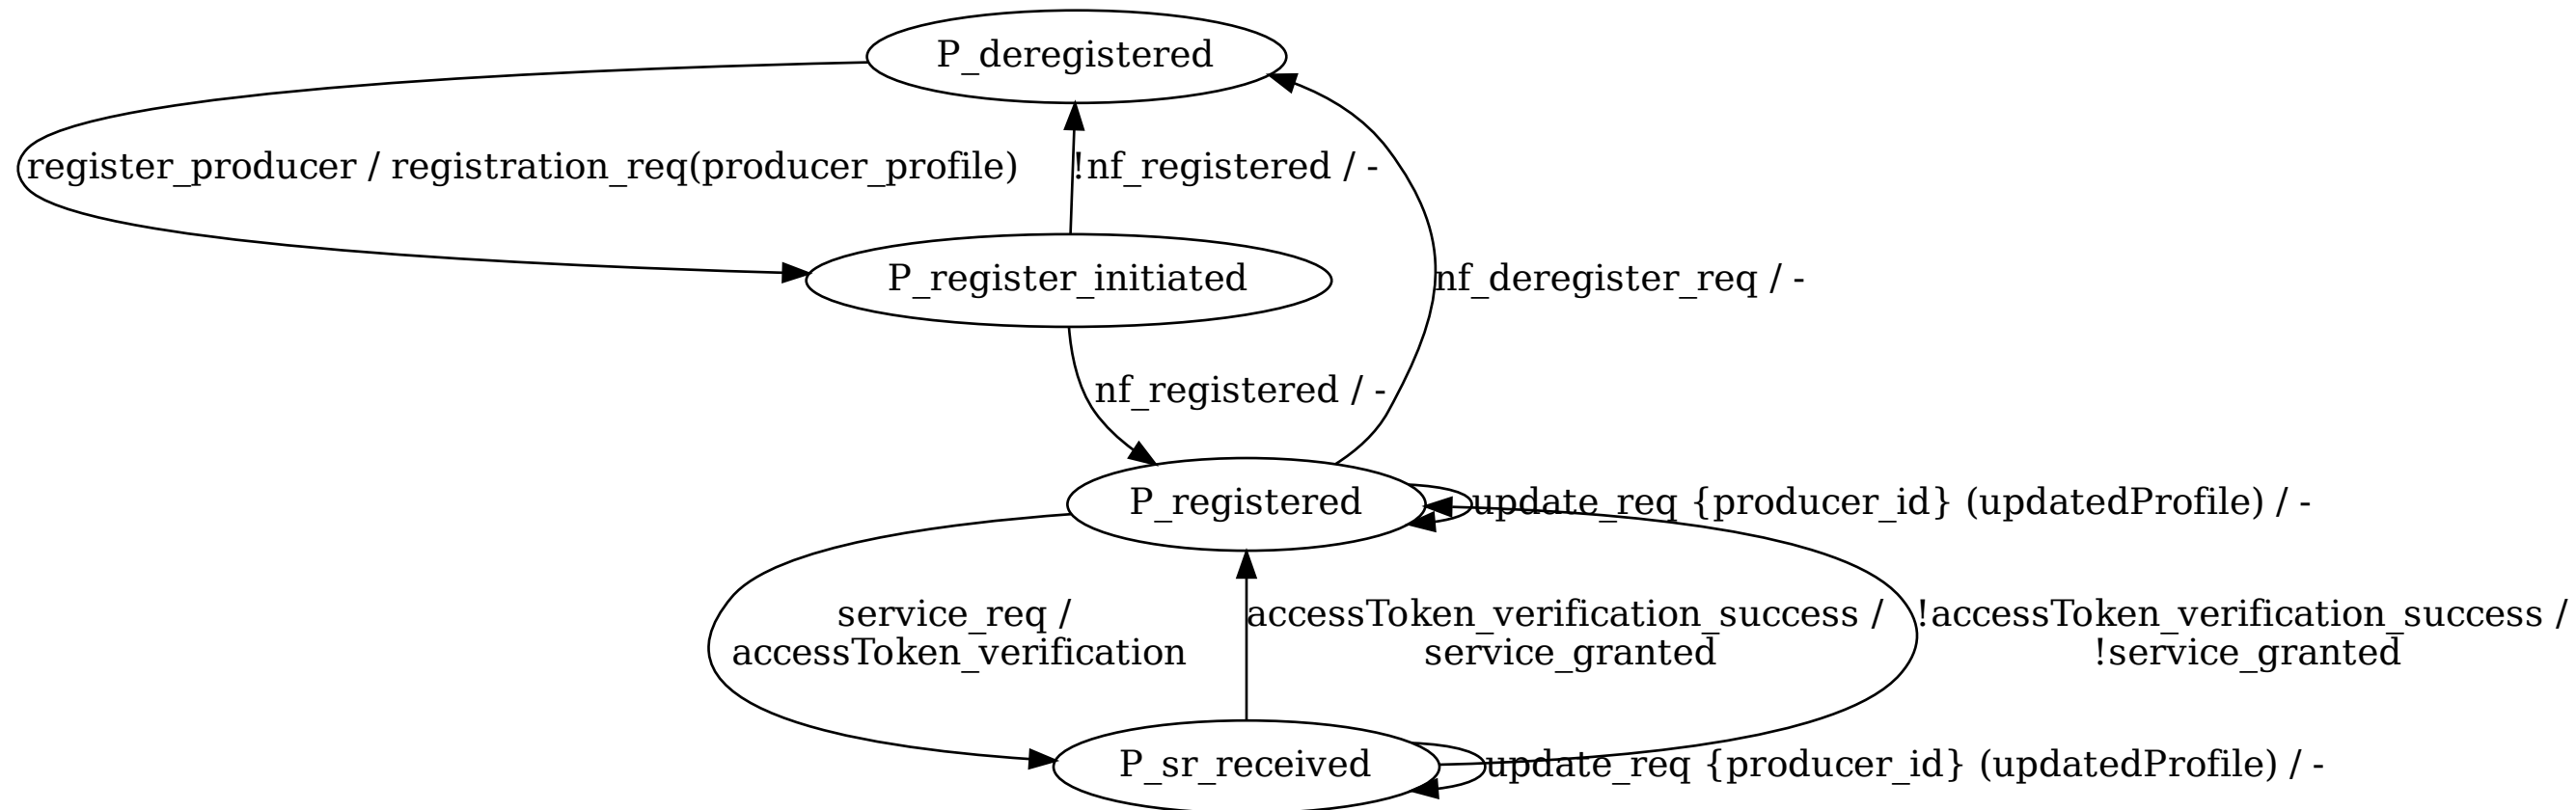 P_deregistered
register_producer / registration_req(producer_profile)
!nf_registered / -
P_register_initiated
nf_deregister_req / -
nf_registered / -
P_registered
update_req {producer_id} (updatedProfile) / -
service_req /
accessToken_verification
accessToken_verification_success /
service_granted
!accessToken_verification_success /
!service_granted
P_sr_received
update_req {producer_id} (updatedProfile) / -